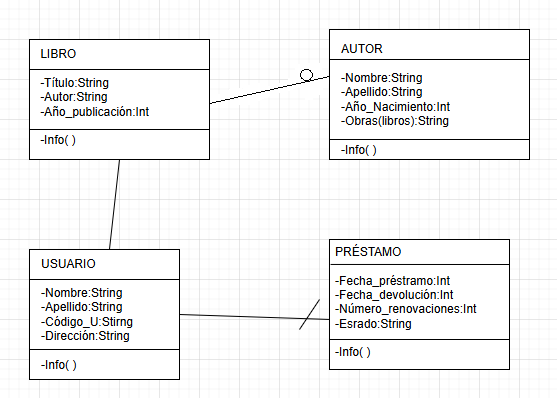 LIBRO
-Título:String
-Autor:String
-Año_publicación:Int
-Info( )
AUTOR
-Nombre:String
-Apellido:String
-Año_Nacimiento:Int
-Obras(libros):String
-Info( )
USUARIO
-Nombre:String
-Apellido:String
-Código_U:Stirng
-Dirección:String
-Info( )
PRÉSTAMO
-Fecha_préstramo:Int
-Fecha_devolución:Int
-Número_renovaciones:Int
-Esrado:String
-Info( )